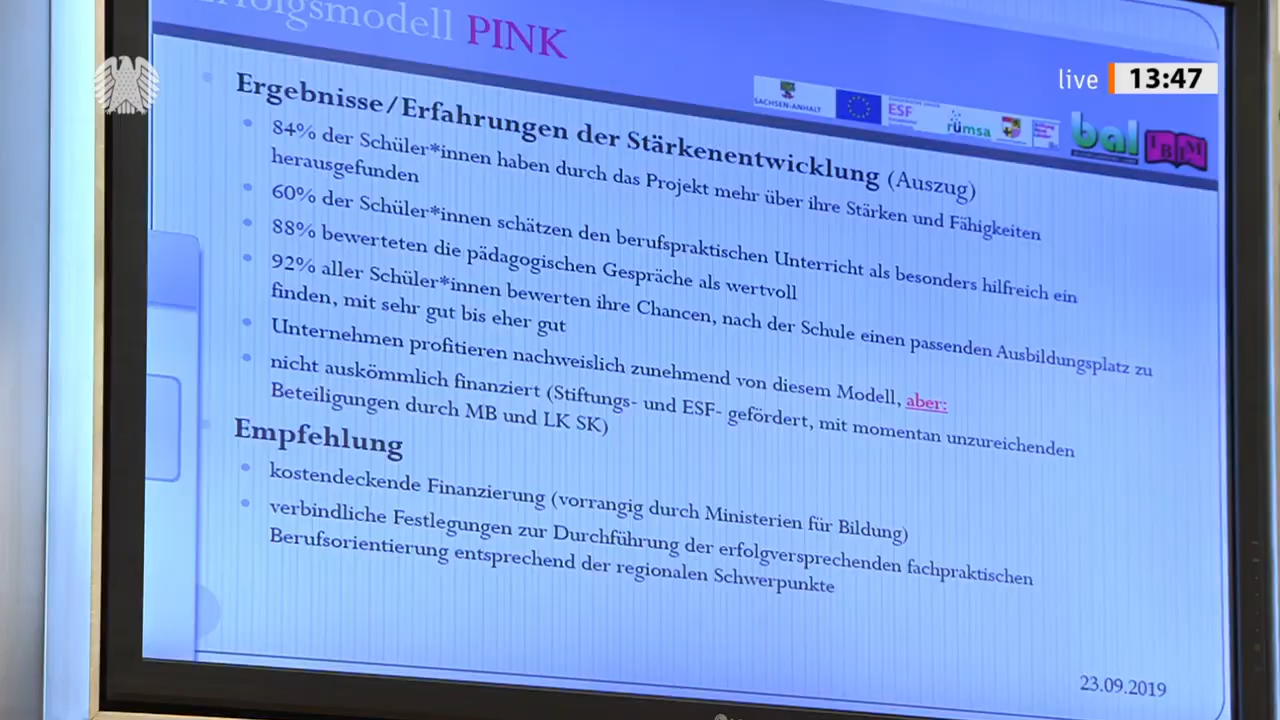 Erfolgsmodell PINK
live 13:47
SACHSEN-ANHALT
ESF
rümsa
bal
IBLM
Ergebnisse/Erfahrungen der Stärkenentwicklung (Auszug)
84% der Schüler*innen haben durch das Projekt mehr über ihre Stärken und Fähigkeiten
herausgefunden
60% der Schüler*innen schätzen den berufspraktischen Unterricht als besonders hilfreich ein
88% bewerteten die pädagogischen Gespräche als wertvoll
92% aller Schüler*innen bewerten ihre Chancen, nach der Schule einen passenden Ausbildungsplatz zu
finden, mit sehr gut bis eher gut
Unternehmen profitieren nachweislich zunehmend von diesem Modell, aber:
nicht auskömmlich finanziert (Stiftungs- und ESF- gefördert, mit momentan unzureichenden
Beteiligungen durch MB und LK SK)
Empfehlung
kostendeckende Finanzierung (vorrangig durch Ministerien für Bildung)
verbindliche Festlegungen zur Durchführung der erfolgversprechenden fachpraktischen
Berufsorientierung entsprechend der regionalen Schwerpunkte
23.09.2019